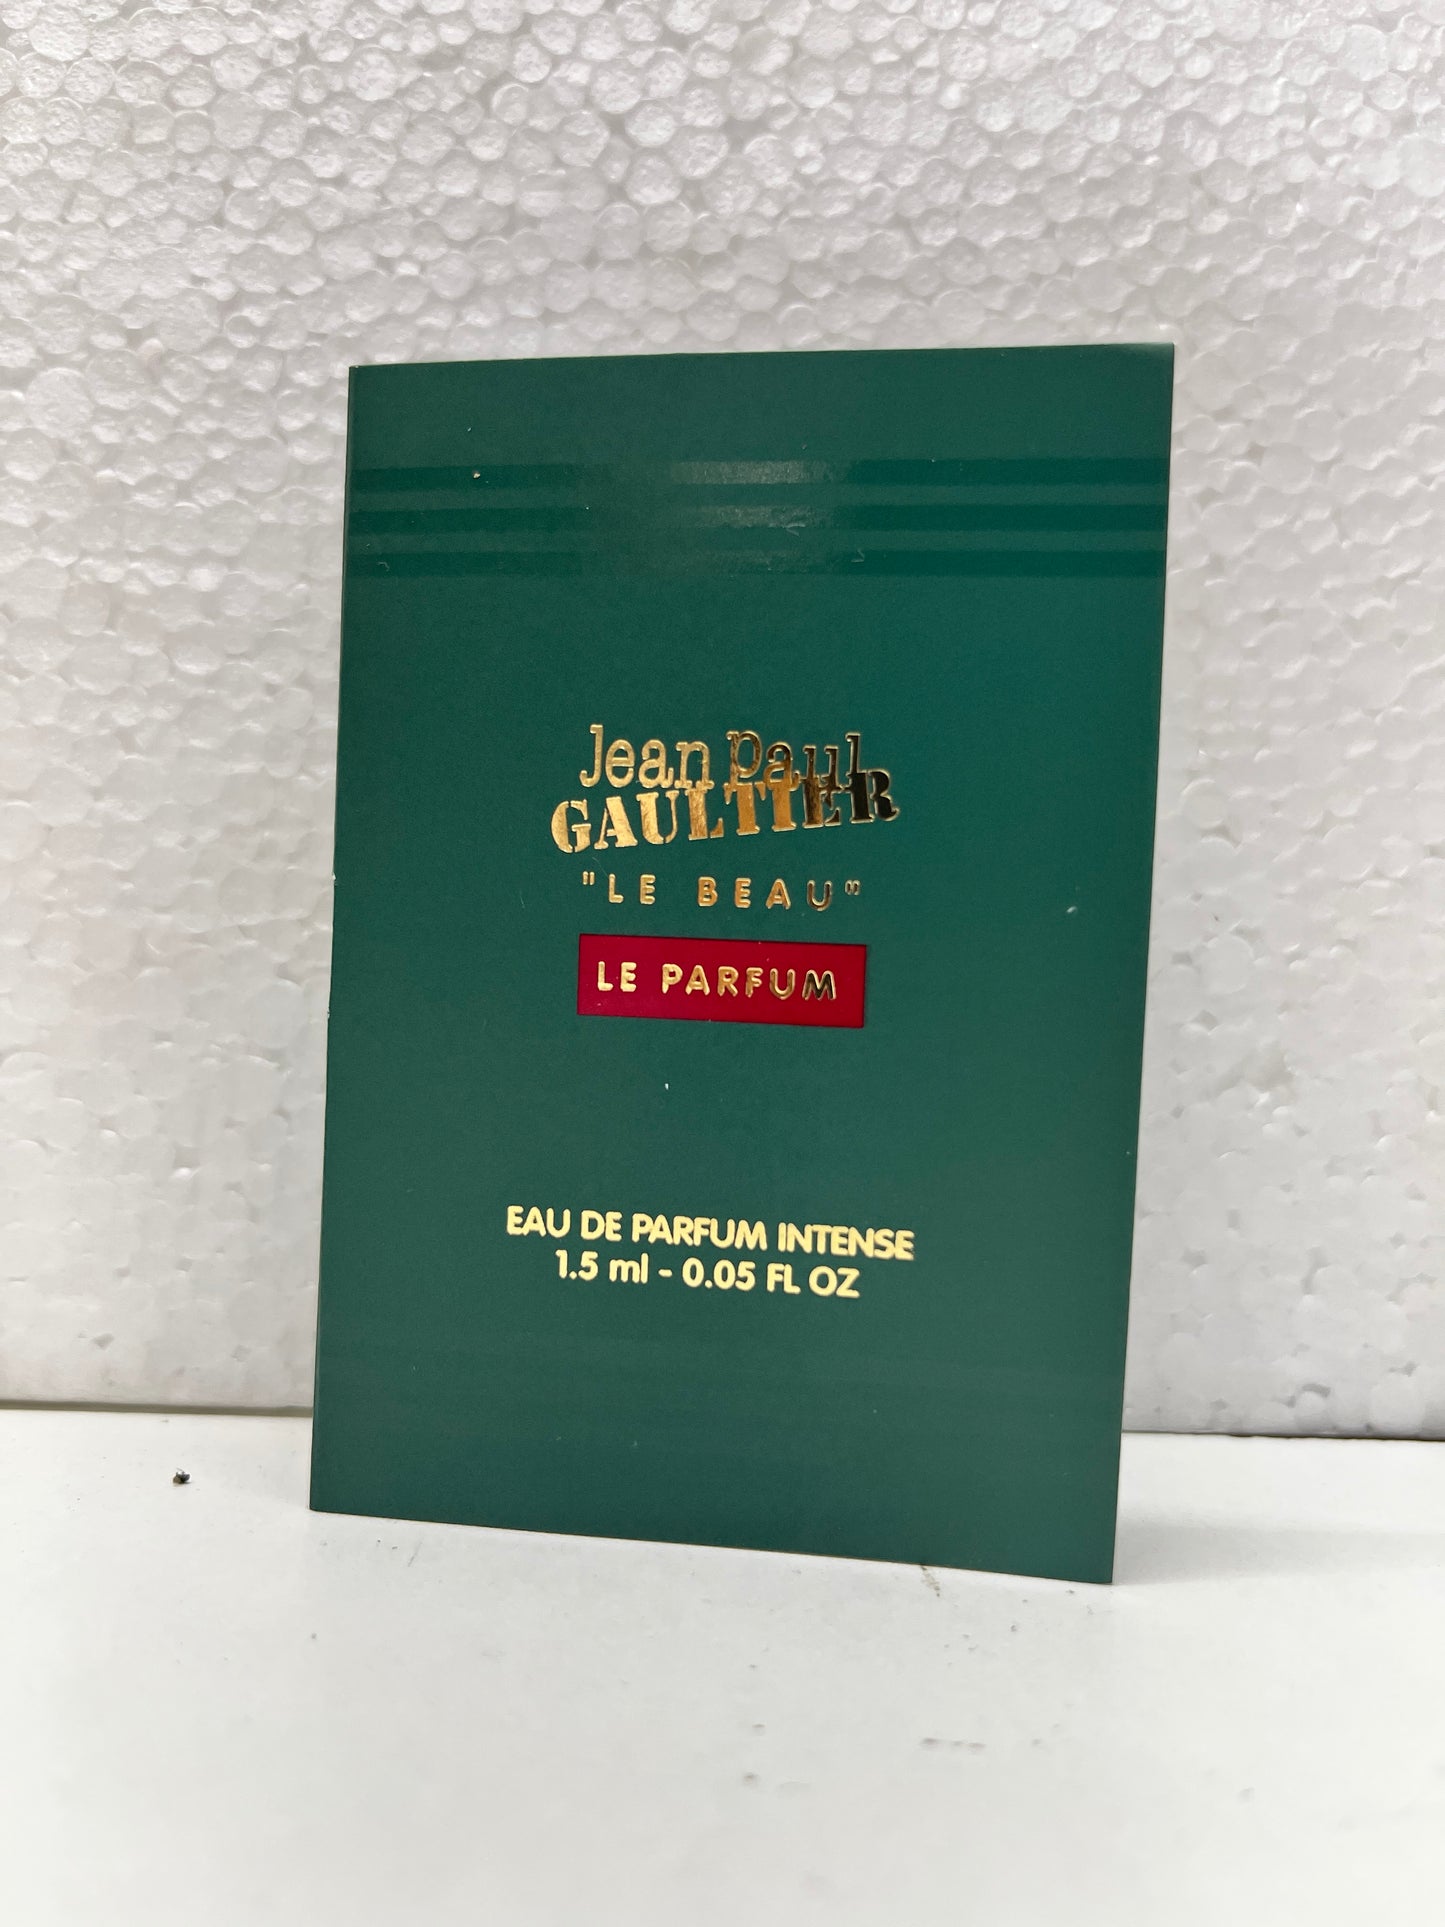 Jean Paul
GAULTIER
"LE BEAU"
LE PARFUM
EAU DE PARFUM INTENSE
1.5 ml - 0.05 FL OZ